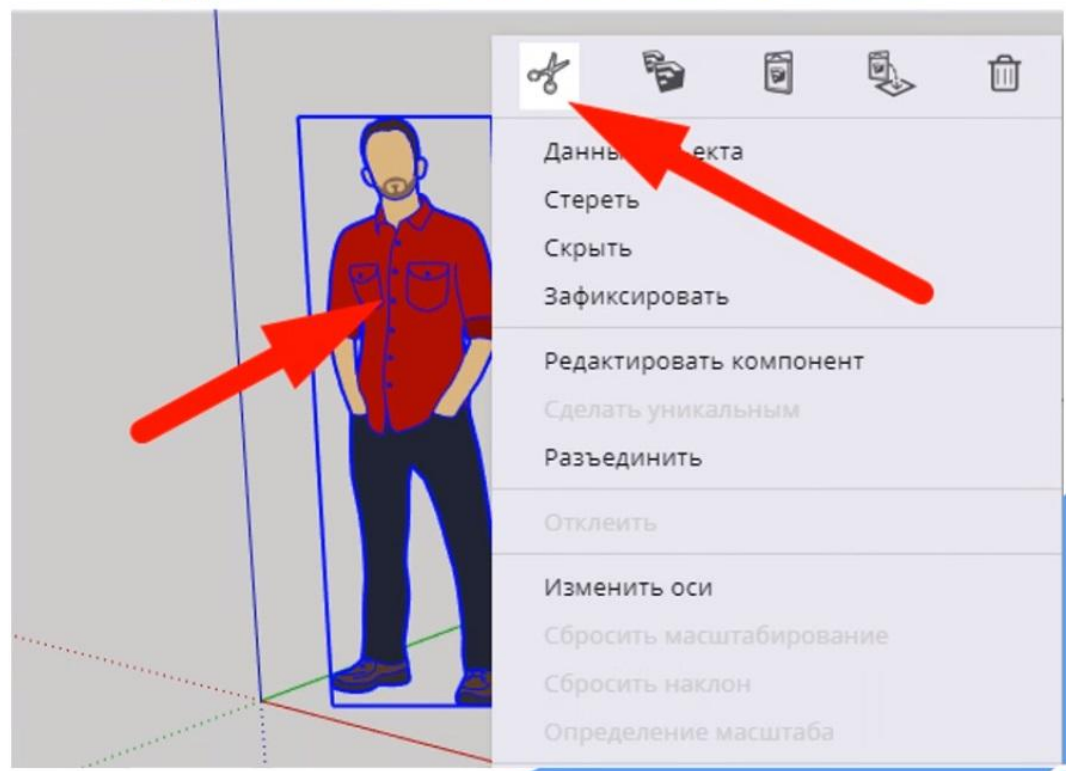 Данны екта
Стереть
Скрыть
Зафиксировать
Редактировать компонент
Сделать уникальным
Разъединить
Отклеить
Изменить оси
Сбросить масштабирование
Сбросить наклон
Определение масштаба